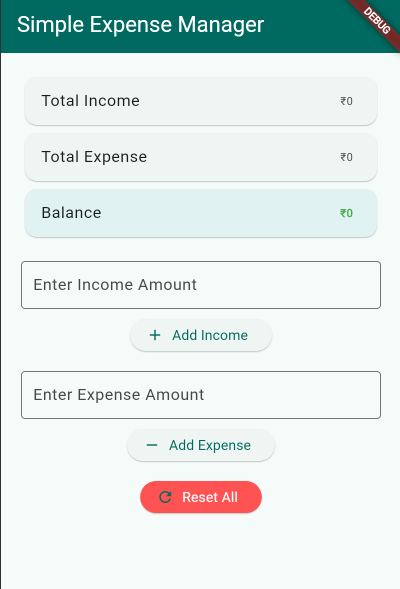 Simple Expense Manager
DEBUG
Total Income ₹0
Total Expense ₹0
Balance ₹0
Enter Income Amount
Add Income
Enter Expense Amount
Add Expense
Reset All